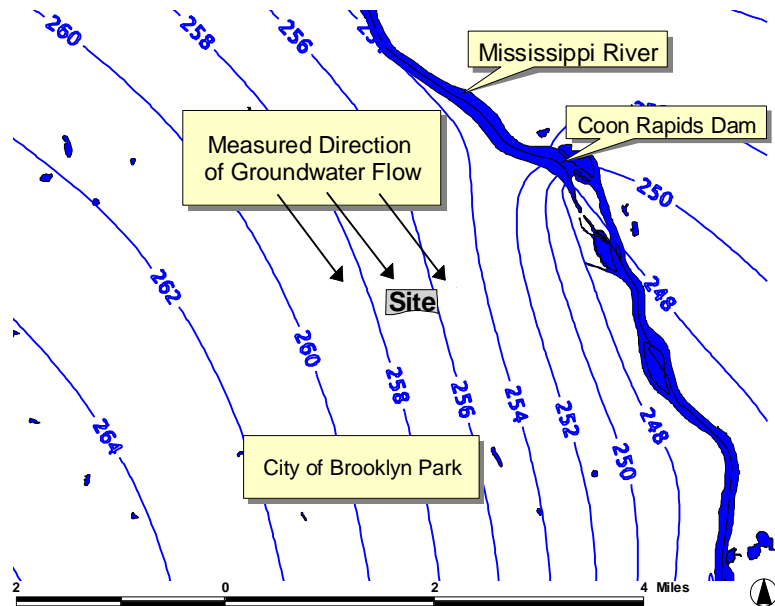 260
258
256
Mississippi River
Coon Rapids Dam
Measured Direction
of Groundwater Flow
250
262
Site
248
260
258
256
254
252
250
248
264
City of Brooklyn Park
2
0
2
4
Miles